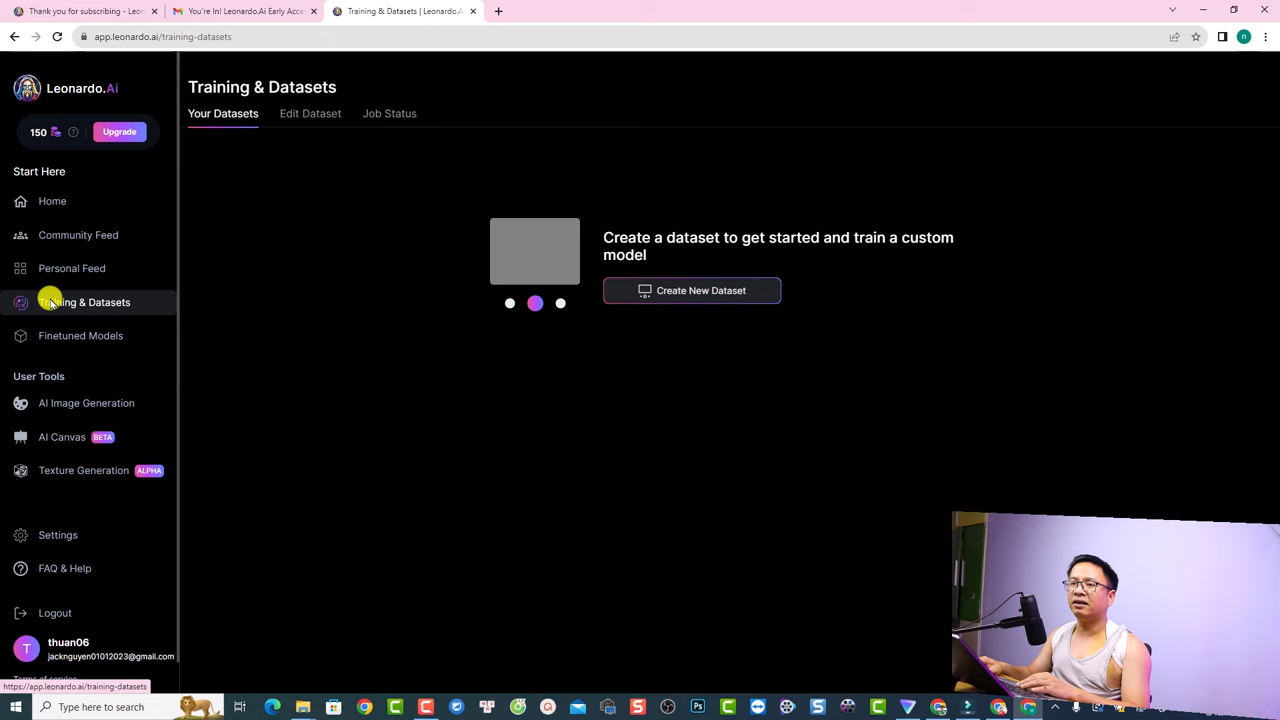 Thank you for subscribing - Leon
You're In! Leonardo.Ai Early Acce
Training & Datasets | Leonardo.A
app.leonardo.ai/training-datasets
n
Leonardo.Ai
150
Upgrade
Start Here
Home
Community Feed
Personal Feed
Training & Datasets
Finetuned Models
User Tools
AI Image Generation
AI Canvas BETA
Texture Generation ALPHA
Settings
FAQ & Help
Logout
T
thuan06
jacknguyen01012023@gmail.com
Terms of service
https://app.leonardo.ai/training-datasets
Training & Datasets
Your Datasets
Edit Dataset
Job Status
Create a dataset to get started and train a custom
model
Create New Dataset
Type here to search